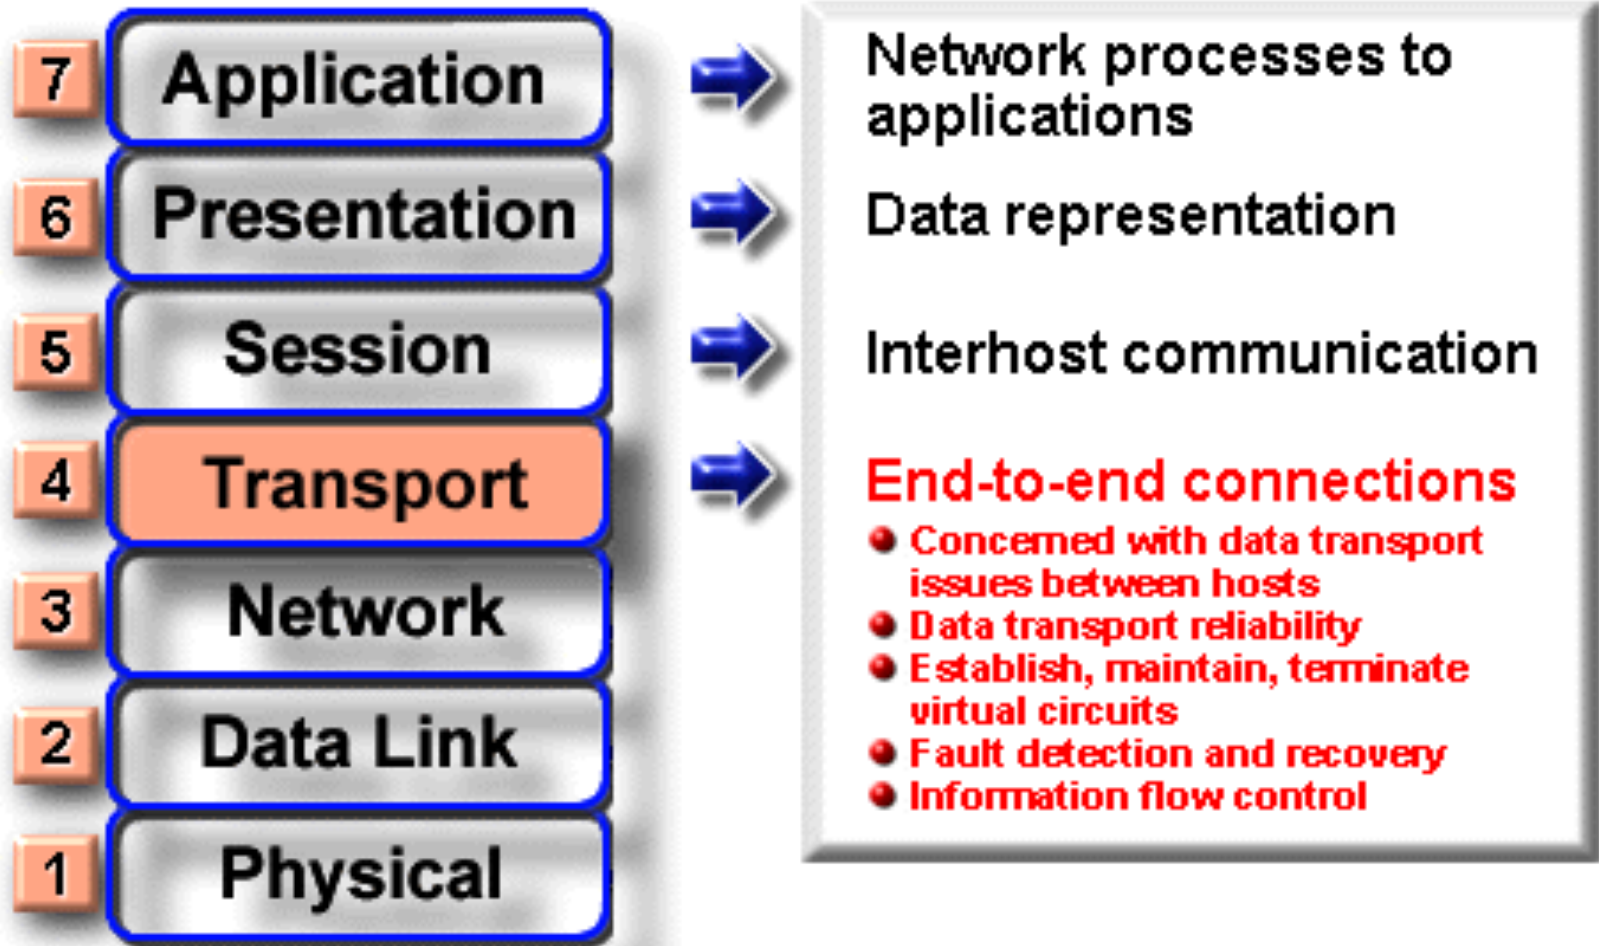 7 Application
Network processes to
applications
6 Presentation
Data representation
5 Session
Interhost communication
4 Transport
End-to-end connections
Concerned with data transport
issues between hosts
Data transport reliability
Establish, maintain, terminate
virtual circuits
Fault detection and recovery
Information flow control
3 Network
2 Data Link
1 Physical